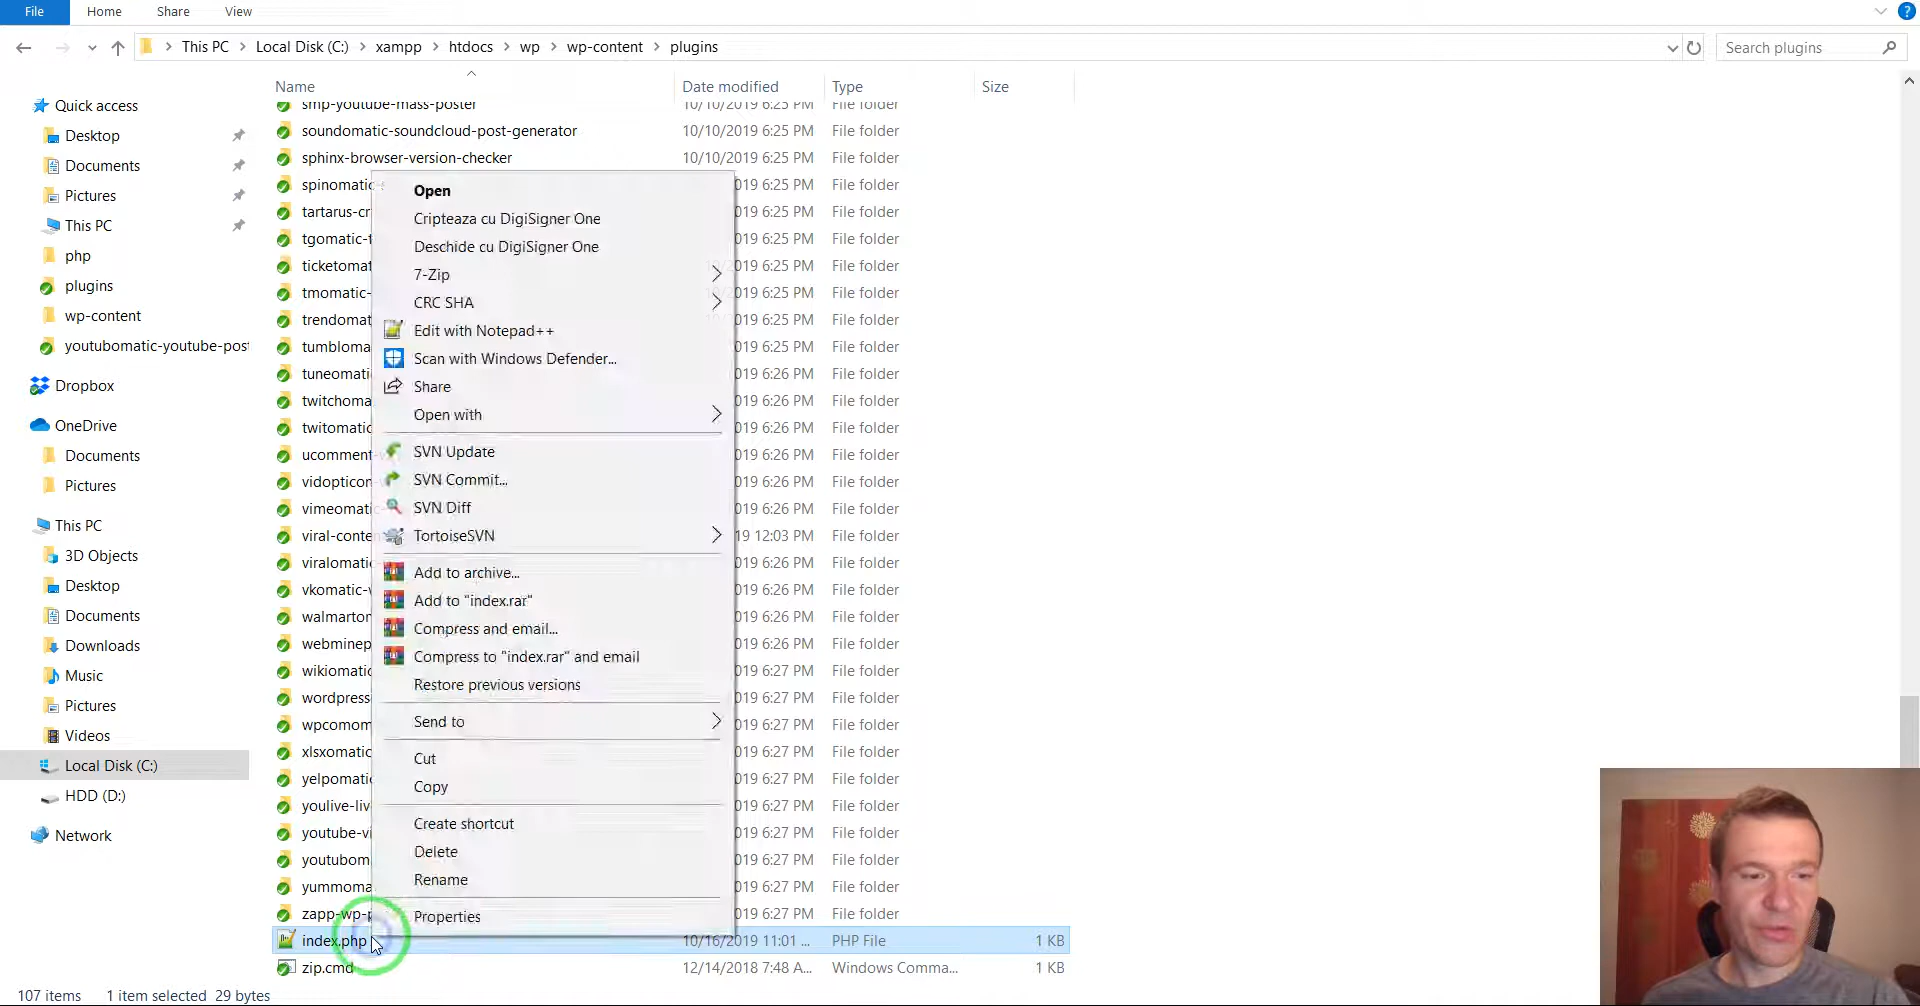 File Home Share View
This PC Local Disk (C:) xampp htdocs wp wp-content plugins
Search plugins
Name Date modified Type Size
Quick access
Desktop
Documents
Pictures
This PC
php
plugins
wp-content
youtubomatic-youtube-post
Dropbox
OneDrive
Documents
Pictures
This PC
3D Objects
Desktop
Documents
Downloads
Music
Pictures
Videos
Local Disk (C:)
HDD (D:)
Network
smp-youtube-mass-poster 10/10/2019 6:25 PM File folder
soundomatic-soundcloud-post-generator 10/10/2019 6:25 PM File folder
sphinx-browser-version-checker 10/10/2019 6:25 PM File folder
spinomatic- 019 6:25 PM File folder
tartarus-cr 019 6:25 PM File folder
tgomatic-t 019 6:25 PM File folder
ticketomat 019 6:25 PM File folder
tmomatic- 019 6:25 PM File folder
trendomat 019 6:25 PM File folder
tumbloma 019 6:25 PM File folder
tuneomati 019 6:26 PM File folder
twitchoma 019 6:26 PM File folder
twitomatic 019 6:26 PM File folder
ucomment- 019 6:26 PM File folder
vidopticon- 019 6:26 PM File folder
vimeomatic 019 6:26 PM File folder
viral-conte 19 12:03 PM File folder
viralomatic 019 6:26 PM File folder
vkomatic-v 019 6:26 PM File folder
walmartom 019 6:26 PM File folder
webminep 019 6:26 PM File folder
wikiomatic 019 6:27 PM File folder
wordpress 019 6:27 PM File folder
wpcomom 019 6:27 PM File folder
xlsxomatic 019 6:27 PM File folder
yelpomatic 019 6:27 PM File folder
youlive-liv 019 6:27 PM File folder
youtube-vi 019 6:27 PM File folder
youtubom 019 6:27 PM File folder
yummoma 019 6:27 PM File folder
zapp-wp-p 019 6:27 PM File folder
index.php 10/16/2019 11:01 ... PHP File 1 KB
zip.cmd 12/14/2018 7:48 A... Windows Comma... 1 KB
Open
Cripteaza cu DigiSigner One
Deschide cu DigiSigner One
7-Zip
CRC SHA
Edit with Notepad++
Scan with Windows Defender...
Share
Open with
SVN Update
SVN Commit...
SVN Diff
TortoiseSVN
Add to archive...
Add to "index.rar"
Compress and email...
Compress to "index.rar" and email
Restore previous versions
Send to
Cut
Copy
Create shortcut
Delete
Rename
Properties
107 items 1 item selected 29 bytes